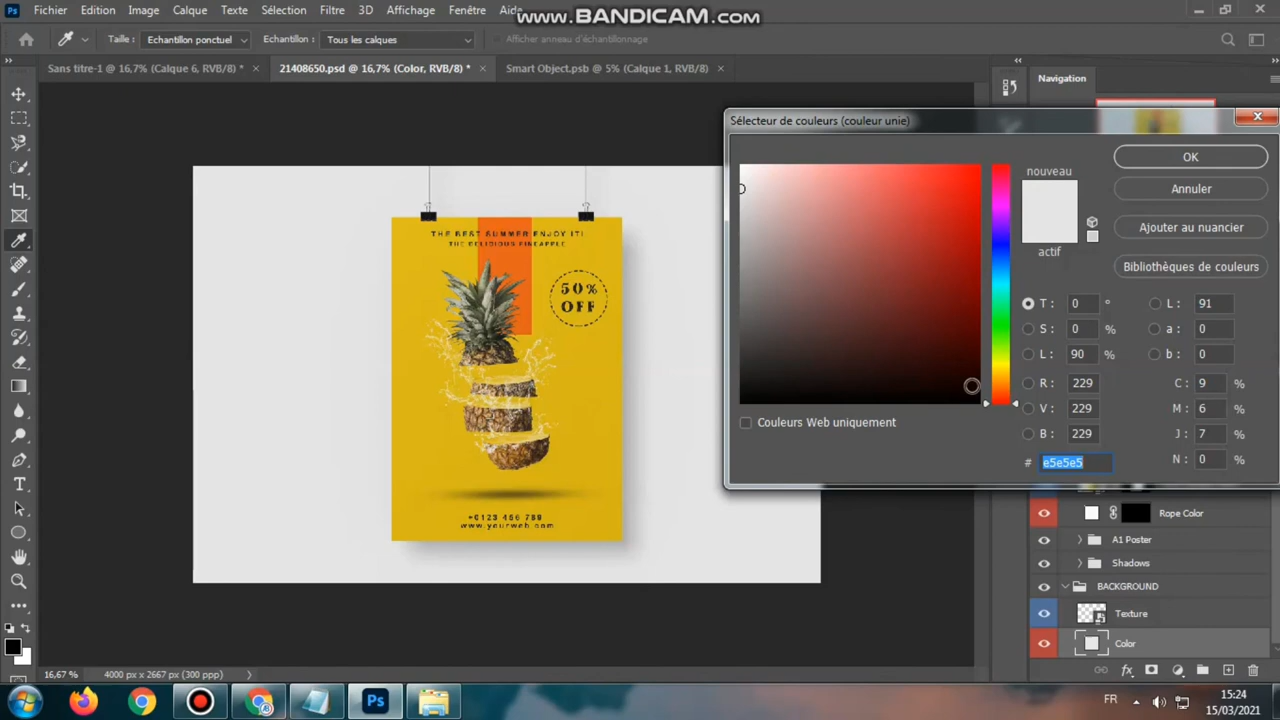 Ps Fichier Edition Image Calque Texte Sélection Filtre 3D Affichage Fenêtre Aide
www.BANDICAM.com
Taille : Echantillon ponctuel Echantillon : Tous les calques Afficher anneau d'échantillonnage
Sans titre-1 @ 16,7% (Calque 6, RVB/8) *
21408650.psd @ 16,7% (Color, RVB/8) *
Smart Object.psb @ 5% (Calque 1, RVB/8)
Navigation
Sélecteur de couleurs (couleur unie)
nouveau
actif
OK
Annuler
Ajouter au nuancier
Bibliothèques de couleurs
T : 0 ° L : 91
S : 0 % a : 0
L : 90 % b : 0
R : 229 C : 9 %
V : 229 M : 6 %
B : 229 J : 7 %
# e5e5e5 N : 0 %
Couleurs Web uniquement
THE BEST SUMMER ENJOY IT!
THE DELICIOUS PINEAPPLE
50%
OFF
+0123 456 789
www.yourweb.com
Rope Color
A1 Poster
Shadows
BACKGROUND
Texture
Color
16,67 % 4000 px x 2667 px (300 ppp)
Ps
FR
15:24
15/03/2021